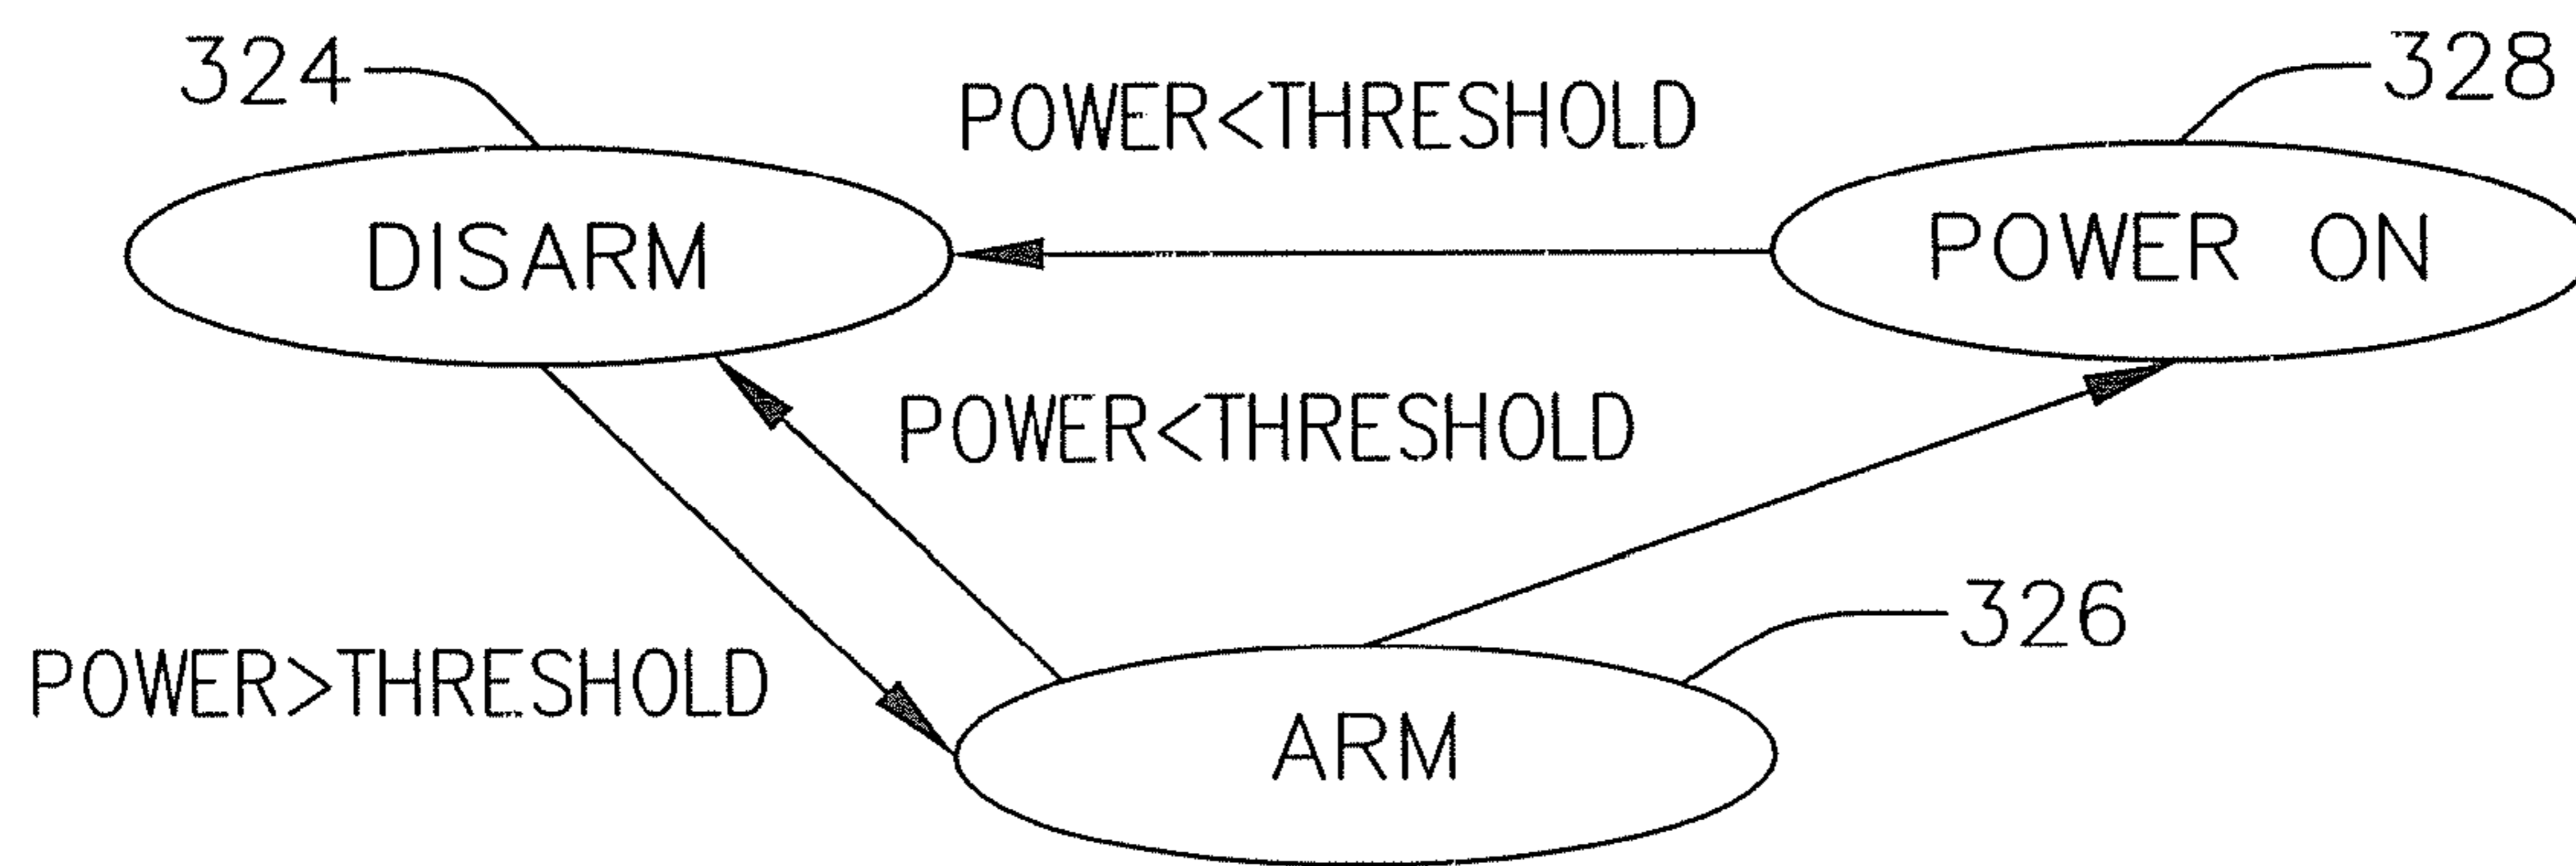 324
328
POWER<THRESHOLD
DISARM
POWER ON
POWER<THRESHOLD
326
POWER>THRESHOLD
ARM